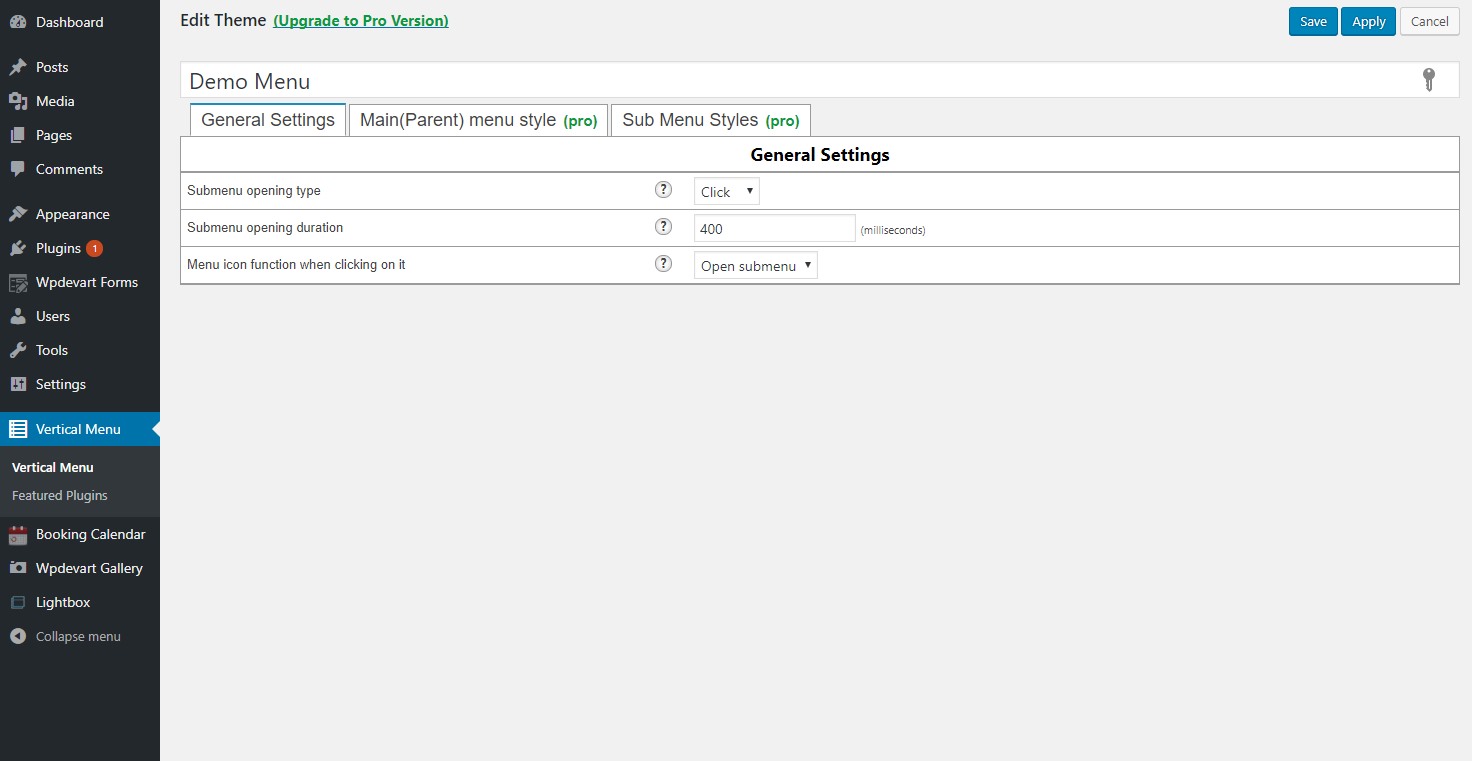 Dashboard
Posts
Media
Pages
Comments
Appearance
Plugins 1
Wpdevart Forms
Users
Tools
Settings
Vertical Menu
Vertical Menu
Featured Plugins
Booking Calendar
Wpdevart Gallery
Lightbox
Collapse menu
Edit Theme (Upgrade to Pro Version)
Save Apply Cancel
Demo Menu
General Settings Main(Parent) menu style (pro) Sub Menu Styles (pro)
General Settings
Submenu opening type ? Click
Submenu opening duration ? 400 (milliseconds)
Menu icon function when clicking on it ? Open submenu